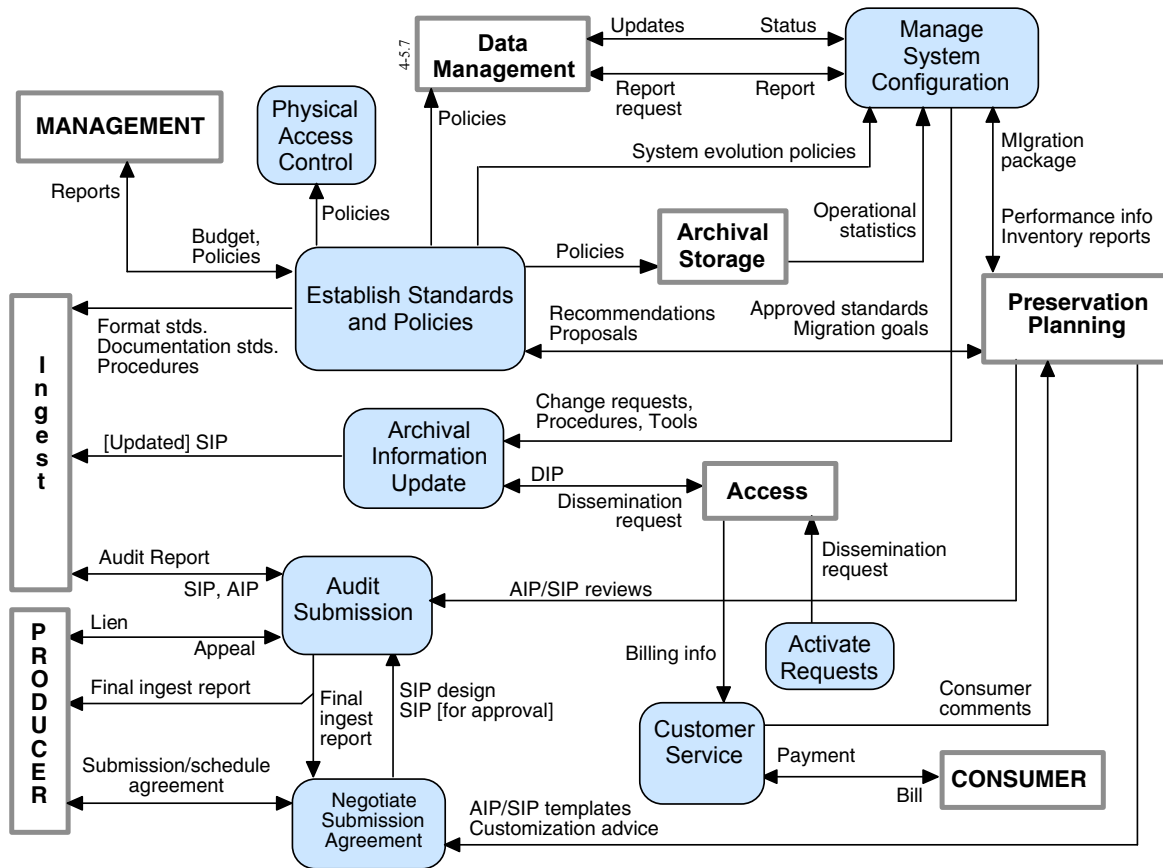 4-5.7
Data
Management
Updates
Status
Report
request
Report
Manage
System
Configuration
MANAGEMENT
Physical
Access
Control
Policies
System evolution policies
MIgration
package
Reports
Policies
Budget,
Policies
Operational
statistics
Performance info
Inventory reports
Policies
Archival
Storage
Establish Standards
and Policies
Preservation
Planning
Format stds.
Documentation stds.
Procedures
Recommendations
Proposals
Approved standards
Migration goals
Ingest
Change requests,
Procedures, Tools
[Updated] SIP
Archival
Information
Update
DIP
Dissemination
request
Access
Dissemination
request
Audit Report
SIP, AIP
Audit
Submission
AIP/SIP reviews
PRODUCER
Lien
Appeal
Activate
Requests
Billing info
Final ingest report
Final
ingest
report
SIP design
SIP [for approval]
Consumer
comments
Customer
Service
Submission/schedule
agreement
Payment
Bill
CONSUMER
Negotiate
Submission
Agreement
AIP/SIP templates
Customization advice